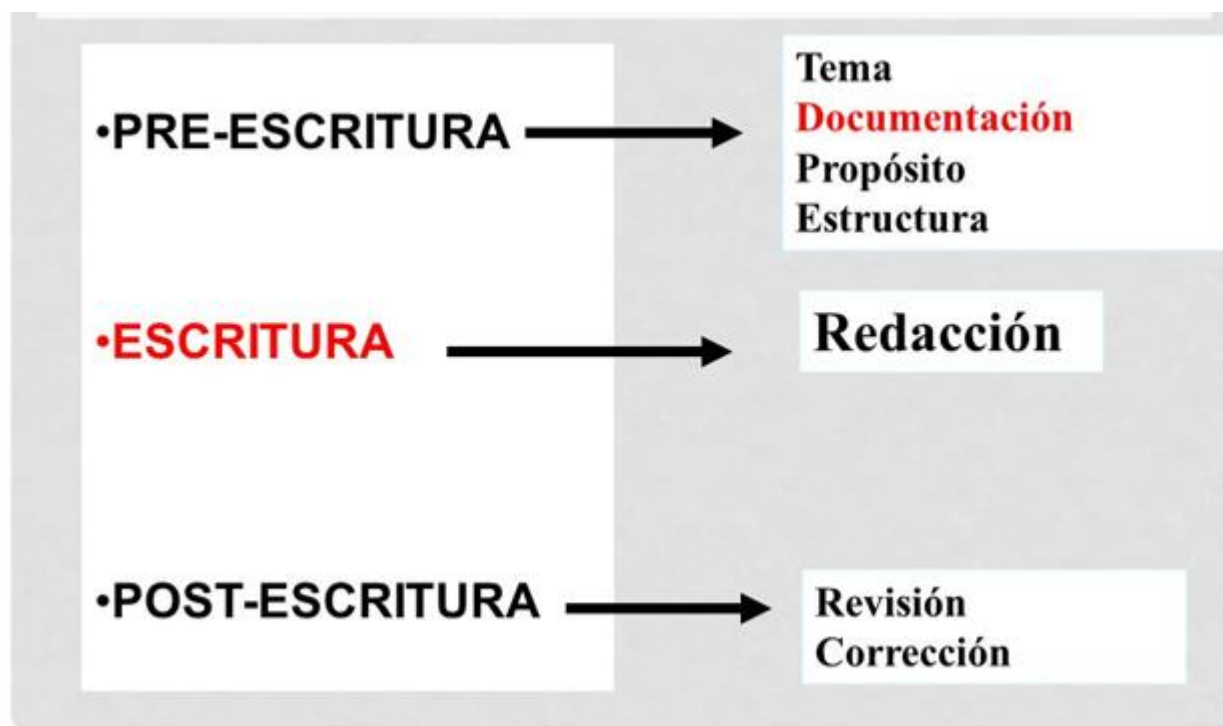 •PRE-ESCRITURA
Tema
Documentación
Propósito
Estructura
•ESCRITURA
Redacción
•POST-ESCRITURA
Revisión
Corrección